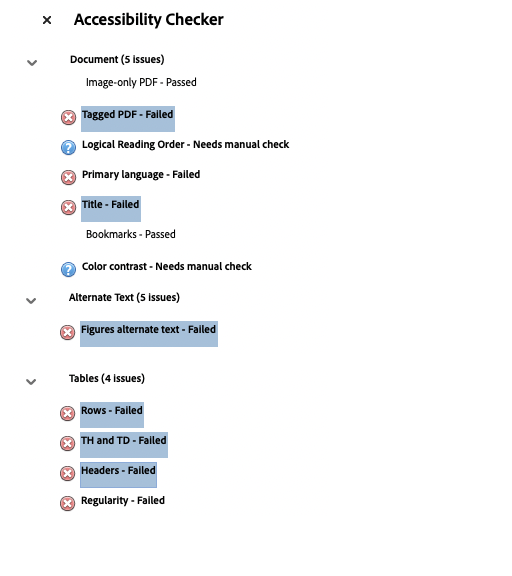 Accessibility Checker
Document (5 issues)
Image-only PDF - Passed
Tagged PDF - Failed
Logical Reading Order - Needs manual check
Primary language - Failed
Title - Failed
Bookmarks - Passed
Color contrast - Needs manual check
Alternate Text (5 issues)
Figures alternate text - Failed
Tables (4 issues)
Rows - Failed
TH and TD - Failed
Headers - Failed
Regularity - Failed